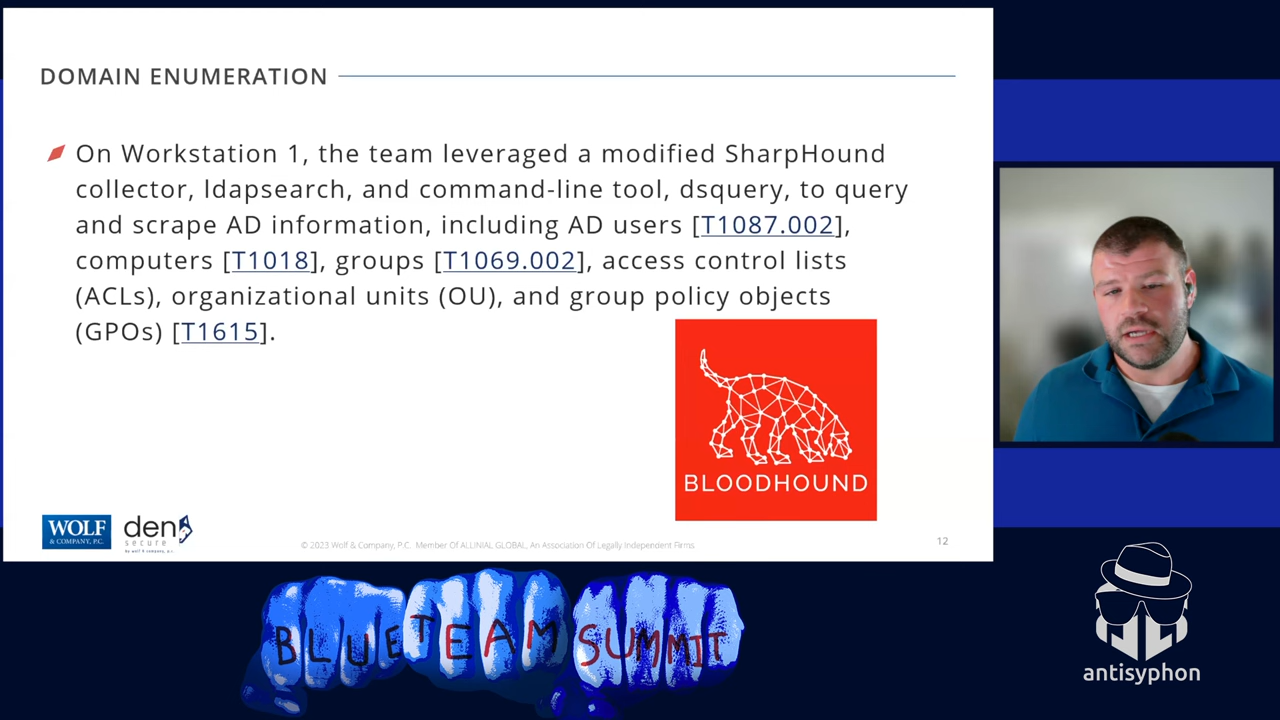 DOMAIN ENUMERATION
On Workstation 1, the team leveraged a modified SharpHound
collector, ldapsearch, and command-line tool, dsquery, to query
and scrape AD information, including AD users [T1087.002],
computers [T1018], groups [T1069.002], access control lists
(ACLs), organizational units (OU), and group policy objects
(GPOs) [T1615].
BLOODHOUND
WOLF
& COMPANY, P.C.
den
secure
by wolf & company, p.c.
© 2023 Wolf & Company, P.C. Member Of ALLINIAL GLOBAL, An Association Of Legally Independent Firms
12
BLUE TEAM SUMMIT
antisyphon